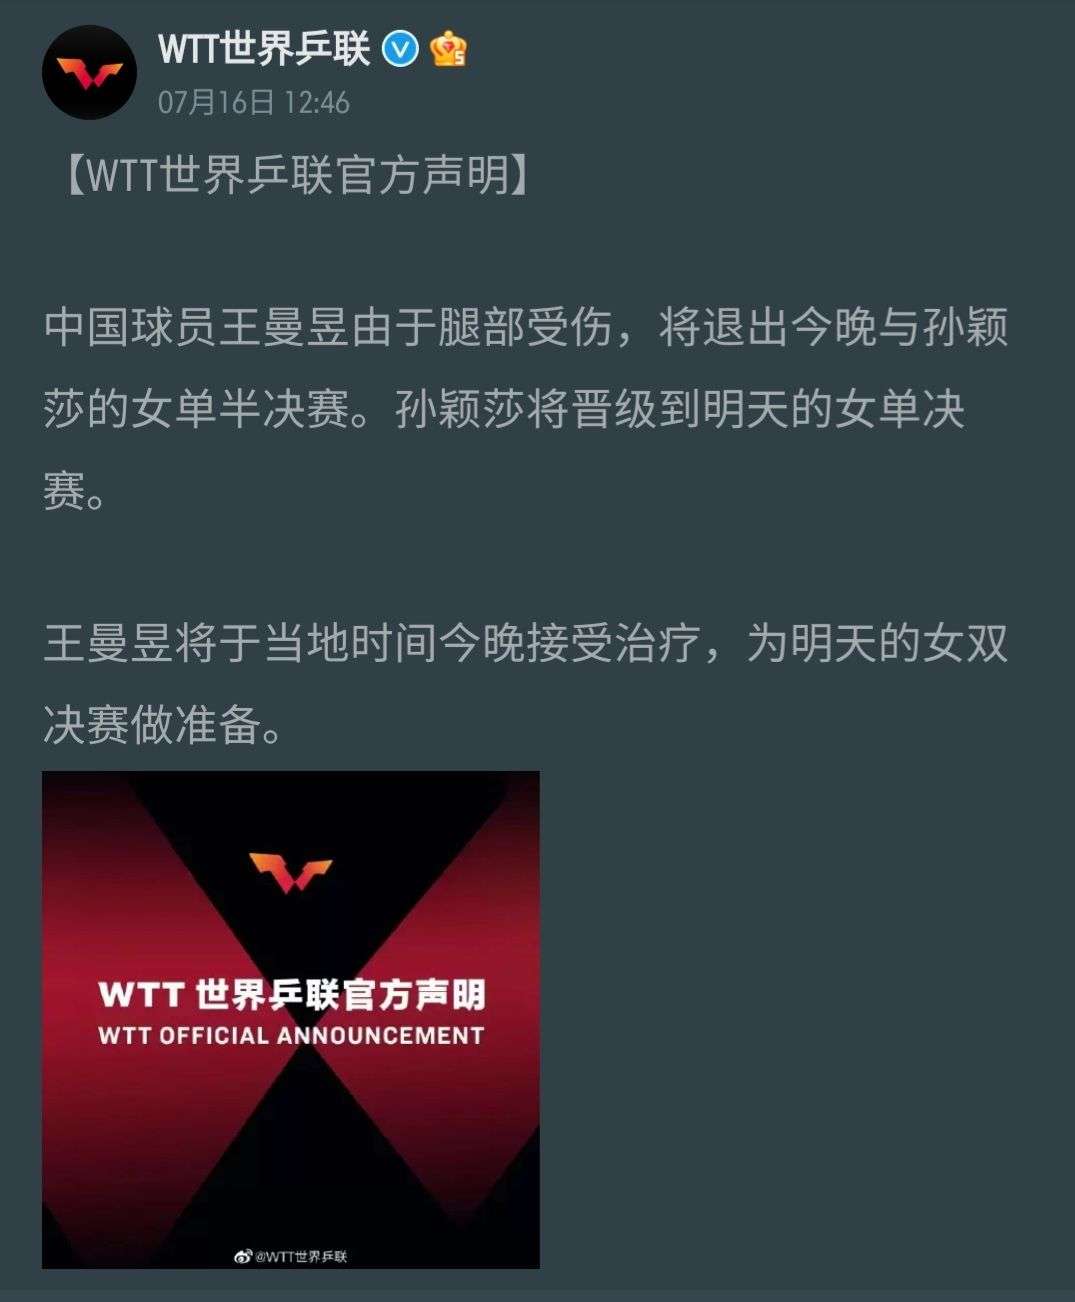 WTT世界乒联
07月16日 12:46
【WTT世界乒联官方声明】
中国球员王曼昱由于腿部受伤，将退出今晚与孙颖
莎的女单半决赛。孙颖莎将晋级到明天的女单决
赛。
王曼昱将于当地时间今晚接受治疗，为明天的女双
决赛做准备。
WTT 世界乒联官方声明
WTT OFFICIAL ANNOUNCEMENT
@WTT世界乒联